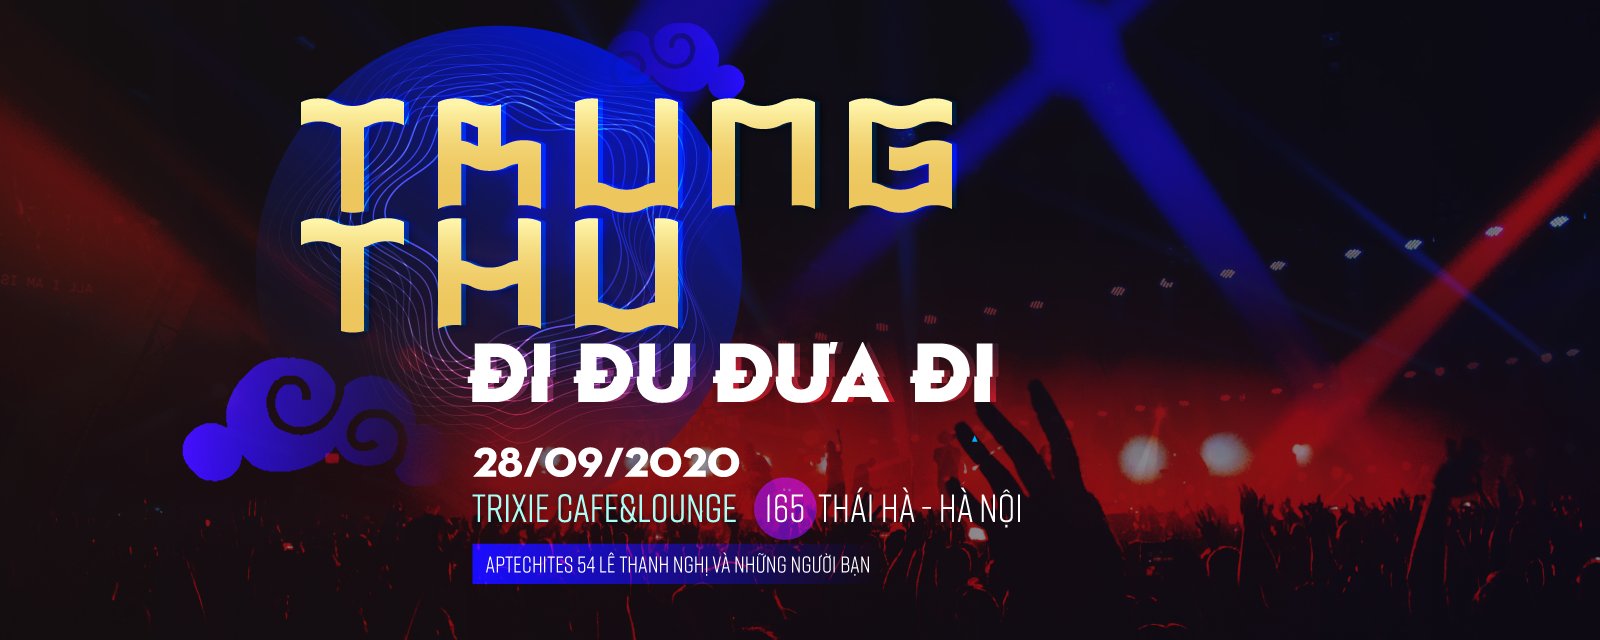 TRUNG
THU
ĐI ĐU ĐƯA ĐI
28/09/2020
TRIXIE CAFE&LOUNGE 165 THÁI HÀ - HÀ NỘI
APTECHITES 54 LÊ THANH NGHỊ VÀ NHỮNG NGƯỜI BẠN